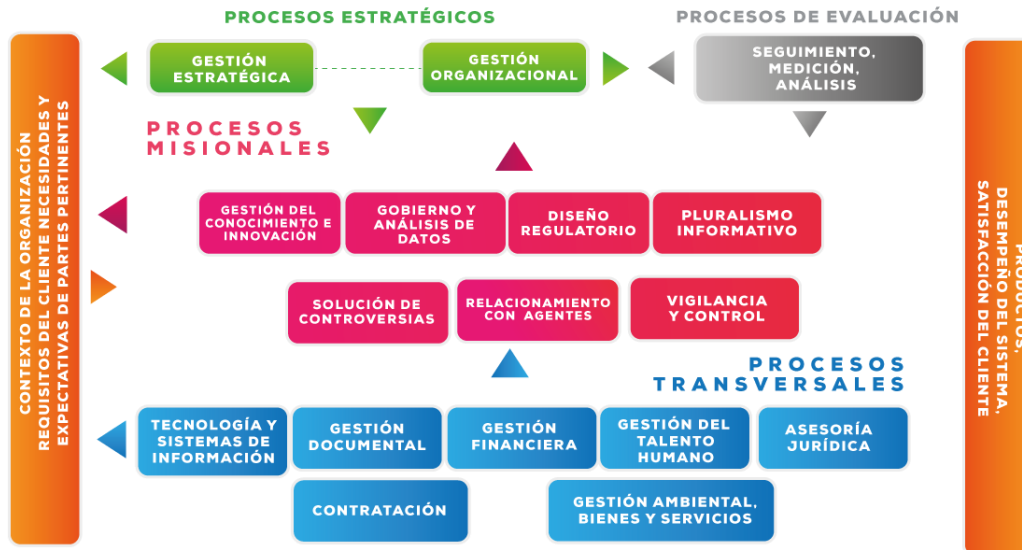 PROCESOS ESTRATÉGICOS
PROCESOS DE EVALUACIÓN
GESTIÓN
ESTRATÉGICA
GESTIÓN
ORGANIZACIONAL
SEGUIMIENTO,
MEDICIÓN,
ANÁLISIS
CONTEXTO DE LA ORGANIZACIÓN
REQUISITOS DEL CLIENTE NECESIDADES Y
EXPECTATIVAS DE PARTES PERTINENTES
PROCESOS
MISIONALES
GESTIÓN DEL
CONOCIMIENTO E
INNOVACIÓN
GOBIERNO Y
ANÁLISIS DE
DATOS
DISEÑO
REGULATORIO
PLURALISMO
INFORMATIVO
SOLUCIÓN DE
CONTROVERSIAS
RELACIONAMIENTO
CON AGENTES
VIGILANCIA
Y CONTROL
PROCESOS
TRANSVERSALES
TECNOLOGÍA Y
SISTEMAS DE
INFORMACIÓN
GESTIÓN
DOCUMENTAL
GESTIÓN
FINANCIERA
GESTIÓN DEL
TALENTO
HUMANO
ASESORÍA
JURÍDICA
CONTRATACIÓN
GESTIÓN AMBIENTAL,
BIENES Y SERVICIOS
PRODUCTOS,
DESEMPEÑO DEL SISTEMA,
SATISFACCIÓN DEL CLIENTE